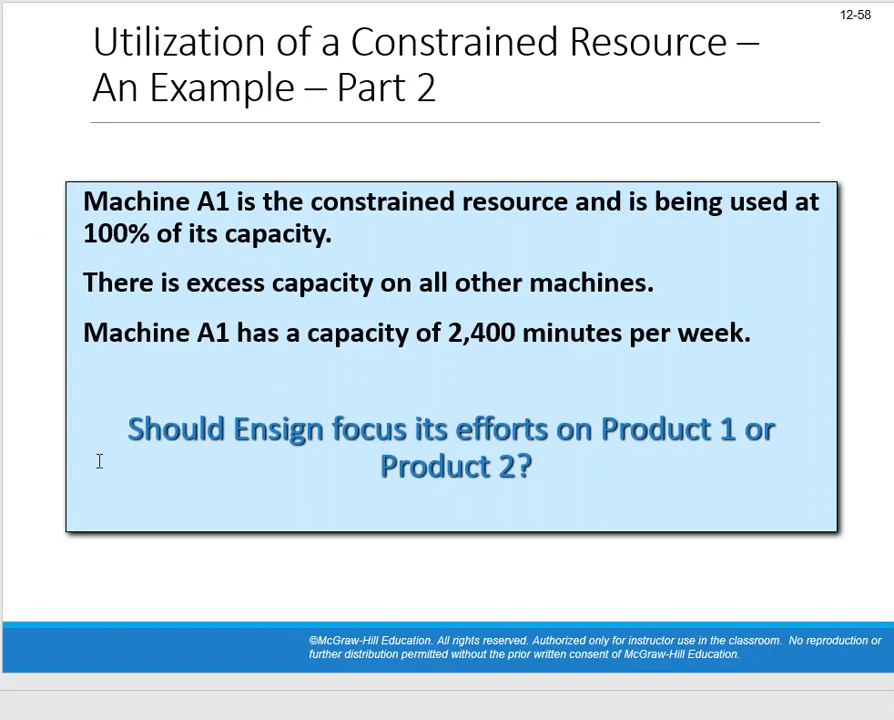 12-58
Utilization of a Constrained Resource –
An Example – Part 2
Machine A1 is the constrained resource and is being used at
100% of its capacity.
There is excess capacity on all other machines.
Machine A1 has a capacity of 2,400 minutes per week.
Should Ensign focus its efforts on Product 1 or
Product 2?
©McGraw-Hill Education. All rights reserved. Authorized only for instructor use in the classroom. No reproduction or
further distribution permitted without the prior written consent of McGraw-Hill Education.